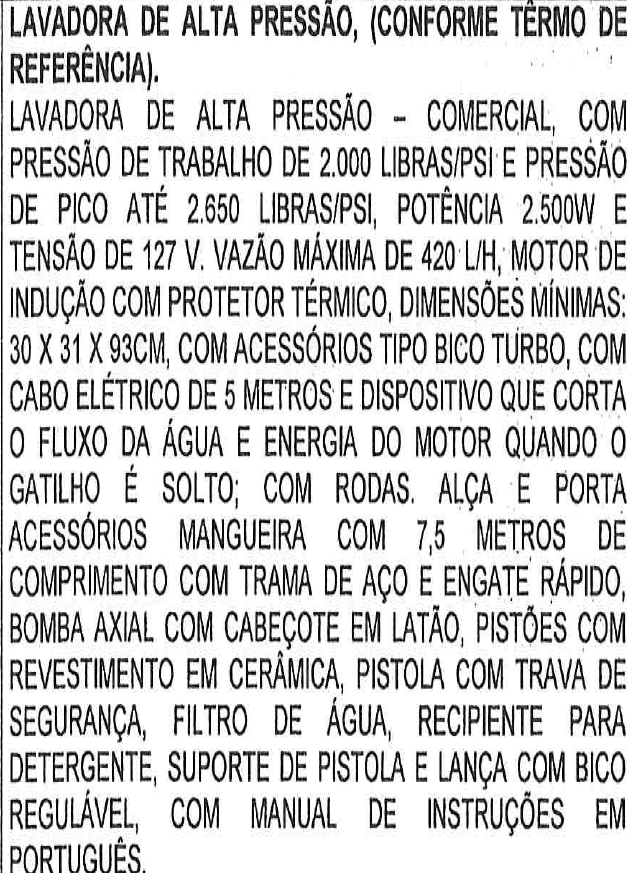 LAVADORA DE ALTA PRESSÃO, (CONFORME TÊRMO DE
REFERÊNCIA).
LAVADORA DE ALTA PRESSÃO – COMERCIAL, COM
PRESSÃO DE TRABALHO DE 2.000 LIBRAS/PSI E PRESSÃO
DE PICO ATÉ 2.650 LIBRAS/PSI, POTÊNCIA 2.500W E
TENSÃO DE 127 V. VAZÃO MÁXIMA DE 420 L/H, MOTOR DE
INDUÇÃO COM PROTETOR TÉRMICO, DIMENSÕES MÍNIMAS:
30 X 31 X 93CM, COM ACESSÓRIOS TIPO BICO TURBO, COM
CABO ELÉTRICO DE 5 METROS E DISPOSITIVO QUE CORTA
O FLUXO DA ÁGUA E ENERGIA DO MOTOR QUANDO O
GATILHO É SOLTO; COM RODAS. ALÇA E PORTA
ACESSÓRIOS MANGUEIRA COM 7,5 METROS DE
COMPRIMENTO COM TRAMA DE AÇO E ENGATE RÁPIDO,
BOMBA AXIAL COM CABEÇOTE EM LATÃO, PISTÕES COM
REVESTIMENTO EM CERÂMICA, PISTOLA COM TRAVA DE
SEGURANÇA, FILTRO DE ÁGUA, RECIPIENTE PARA
DETERGENTE, SUPORTE DE PISTOLA E LANÇA COM BICO
REGULÁVEL, COM MANUAL DE INSTRUÇÕES EM
PORTUGUÊS.